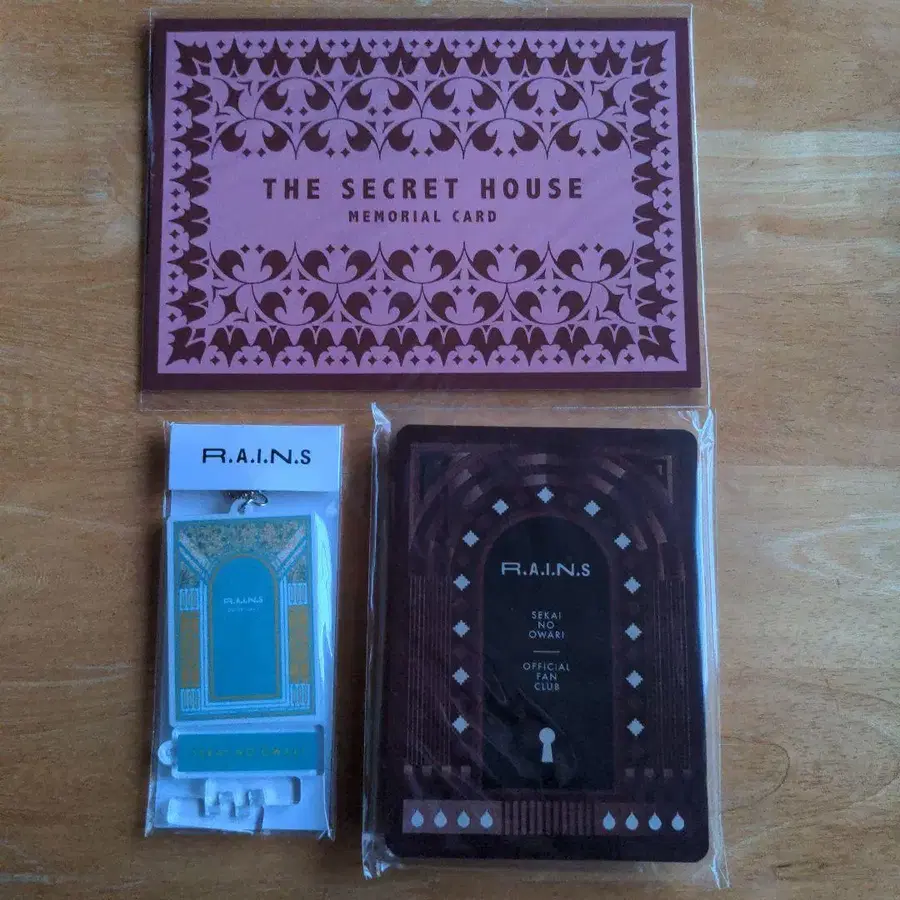 THE SECRET HOUSE
MEMORIAL CARD
R.A.I.N.S
R.A.I.N.S
SEKAI NO OWARI
R.A.I.N.S
SEKAI
NO
OWARI
OFFICIAL
FAN
CLUB